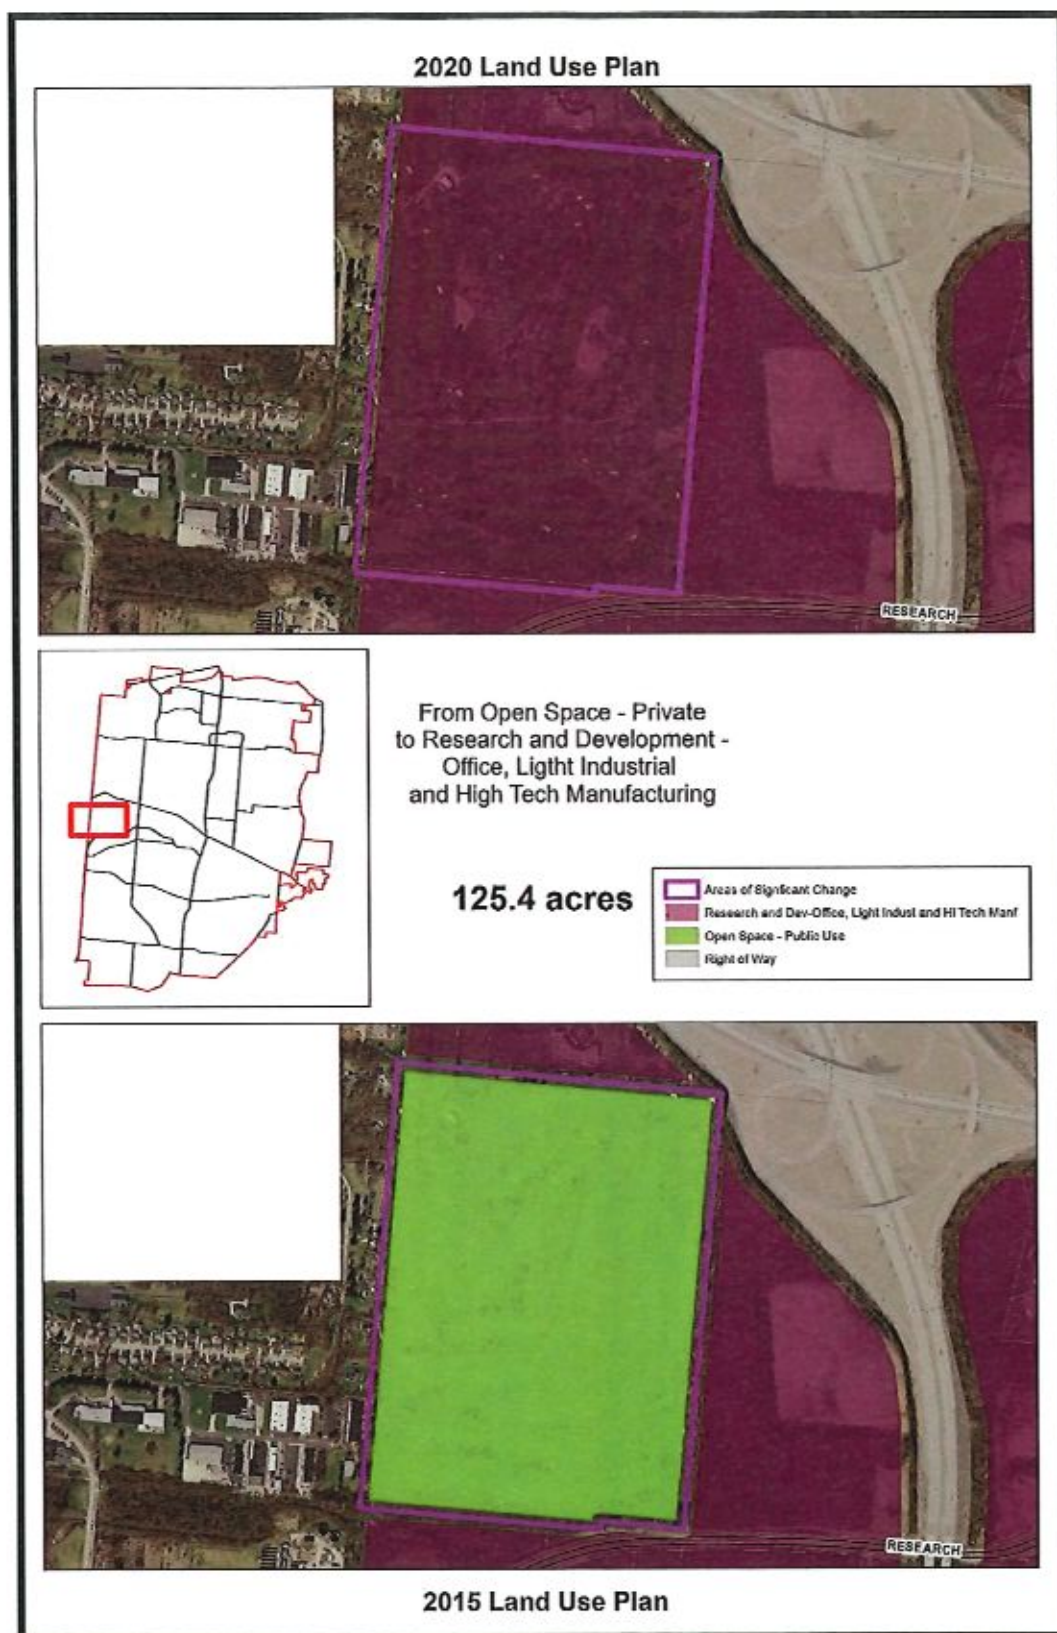 2020 Land Use Plan
RESEARCH
From Open Space - Private
to Research and Development -
Office, Ligtht Industrial
and High Tech Manufacturing
125.4 acres
Areas of Signficant Change
Research and Dev-Office, Light Indust and Hi Tech Manf
Open Space - Public Use
Right of Way
RESEARCH
2015 Land Use Plan